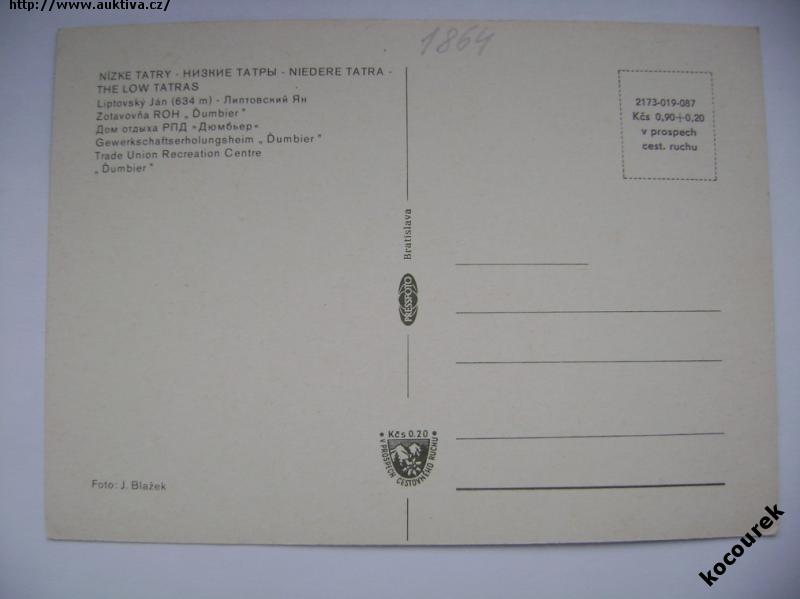 http://www.auktiva.cz/
1864
NÍZKE TATRY - НИЗКИЕ ТАТРЫ - NIEDERE TATRA -
THE LOW TATRAS
Liptovský Ján (634 m) - Липтовский Ян
Zotavovňa ROH „Ďumbier"
Дом отдыха РПД «Дюмбьер»
Gewerkschaftserholungsheim „Ďumbier"
Trade Union Recreation Centre
„Ďumbier"
2173-019-087
Kčs 0,90+0,20
v prospech
cest. ruchu
Bratislava
PRESSFOTO
Kčs 0.20
V PROSPECH CESTOVNÉHO RUCHU
Foto: J. Blažek
kocourek